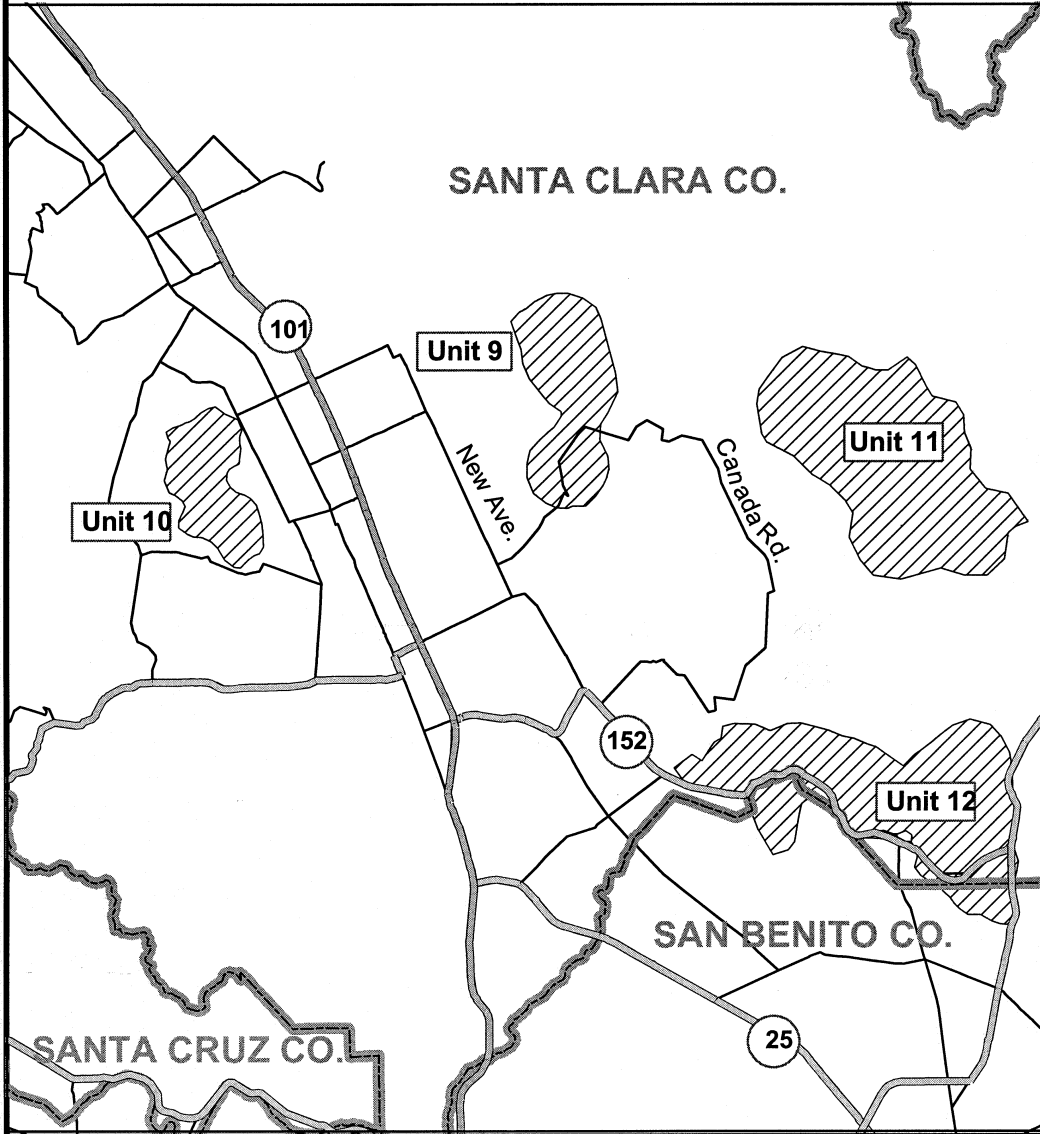 SANTA CLARA CO.
101
Unit 9
New Ave.
Canada Rd.
Unit 11
Unit 10
152
Unit 12
SAN BENITO CO.
25
SANTA CRUZ CO.